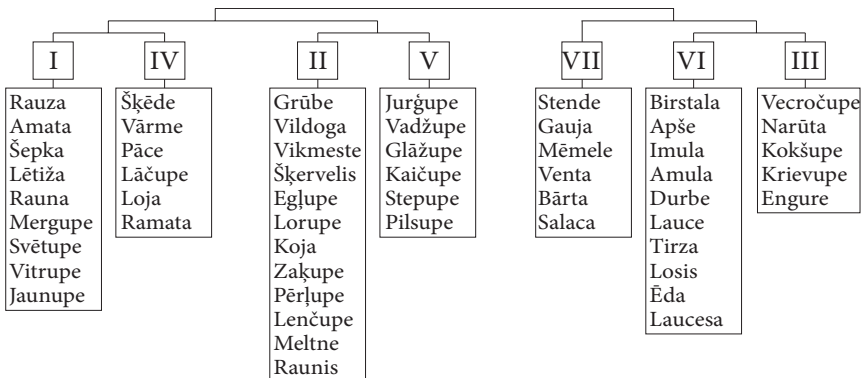 I
IV
II
V
VII
VI
III
Rauza
Amata
Šepka
Lētiža
Rauna
Mergupe
Svētupe
Vitrupe
Jaunupe
Šķēde
Vārme
Pāce
Lāčupe
Loja
Ramata
Grūbe
Vildoga
Vikmeste
Šķervelis
Egļupe
Lorupe
Koja
Zaķupe
Pērļupe
Lenčupe
Meltne
Raunis
Jurģupe
Vadžupe
Glāžupe
Kaičupe
Stepupe
Pilsupe
Stende
Gauja
Mēmele
Venta
Bārta
Salaca
Birstala
Apše
Imula
Amula
Durbe
Lauce
Tirza
Losis
Ēda
Laucesa
Vecročupe
Narūta
Kokšupe
Krievupe
Engure